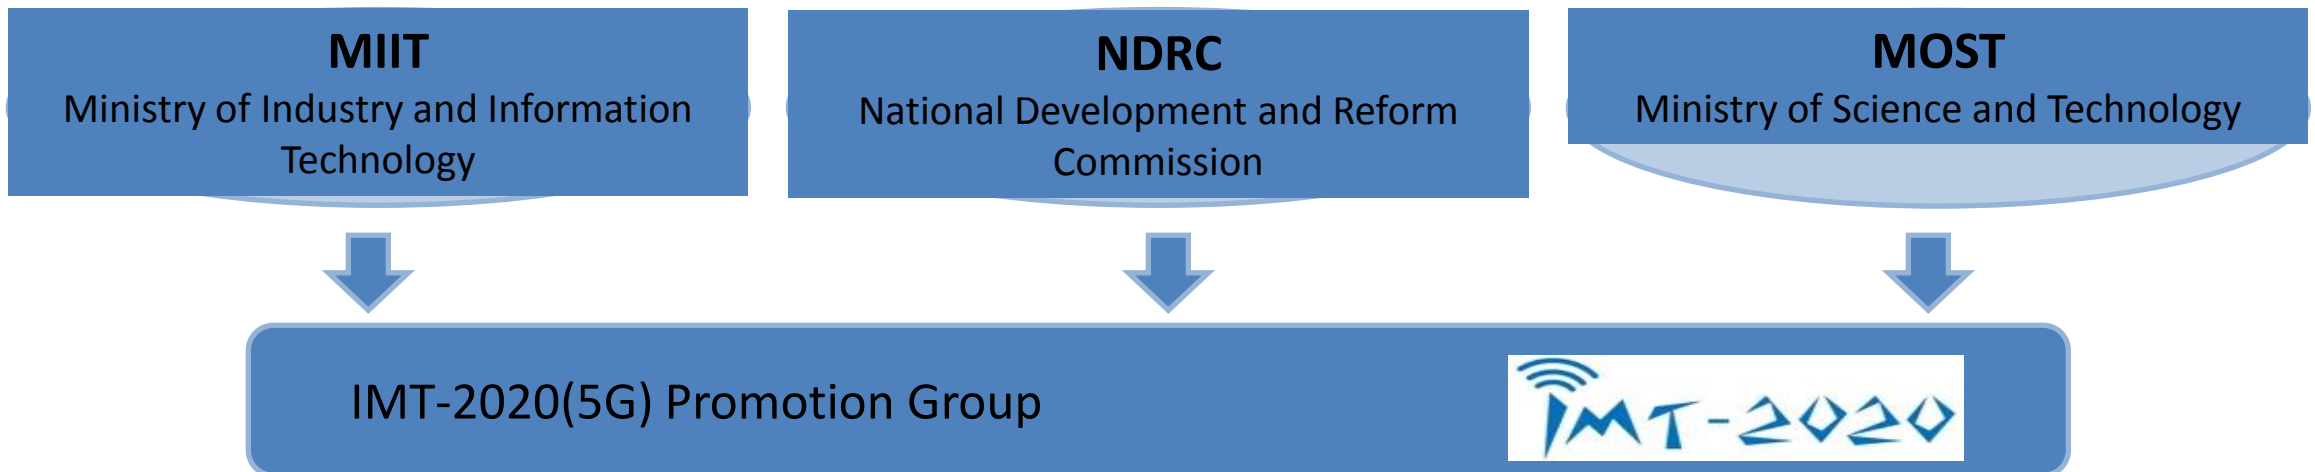 MIIT
Ministry of Industry and Information
Technology
NDRC
National Development and Reform
Commission
MOST
Ministry of Science and Technology
IMT-2020(5G) Promotion Group
IMT-2020